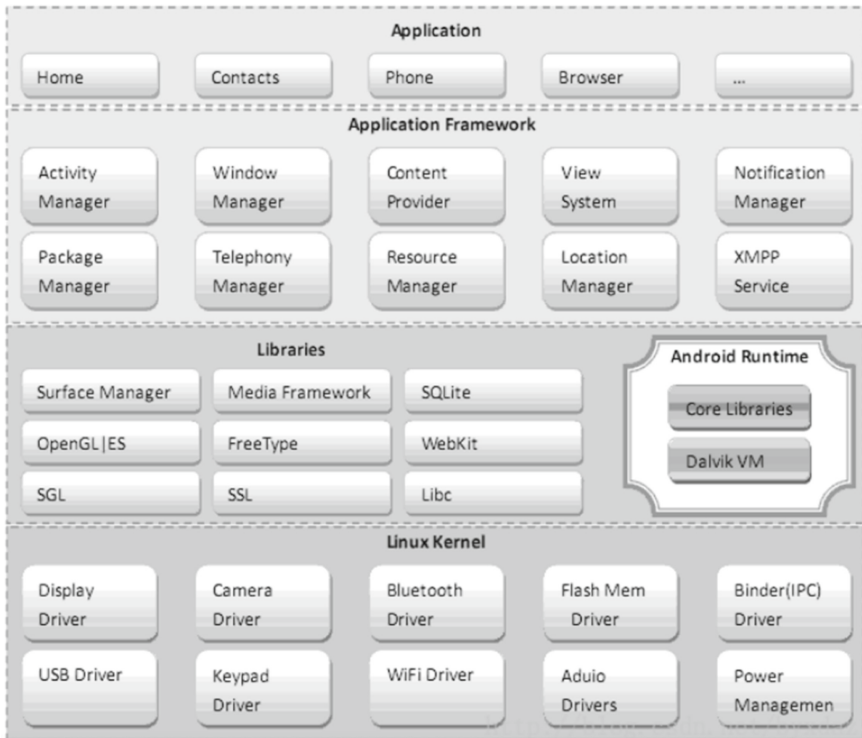 Application
Home
Contacts
Phone
Browser
...
Application Framework
Activity
Manager
Window
Manager
Content
Provider
View
System
Notification
Manager
Package
Manager
Telephony
Manager
Resource
Manager
Location
Manager
XMPP
Service
Libraries
Surface Manager
Media Framework
SQLite
OpenGL|ES
FreeType
WebKit
SGL
SSL
Libc
Android Runtime
Core Libraries
Dalvik VM
Linux Kernel
Display
Driver
Camera
Driver
Bluetooth
Driver
Flash Mem
Driver
Binder(IPC)
Driver
USB Driver
Keypad
Driver
WiFi Driver
Aduio
Drivers
Power
Managemen